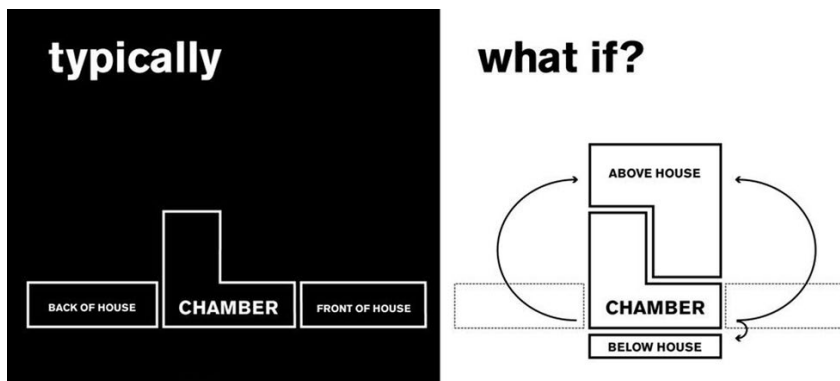 typically
BACK OF HOUSE
CHAMBER
FRONT OF HOUSE
what if?
ABOVE HOUSE
CHAMBER
BELOW HOUSE